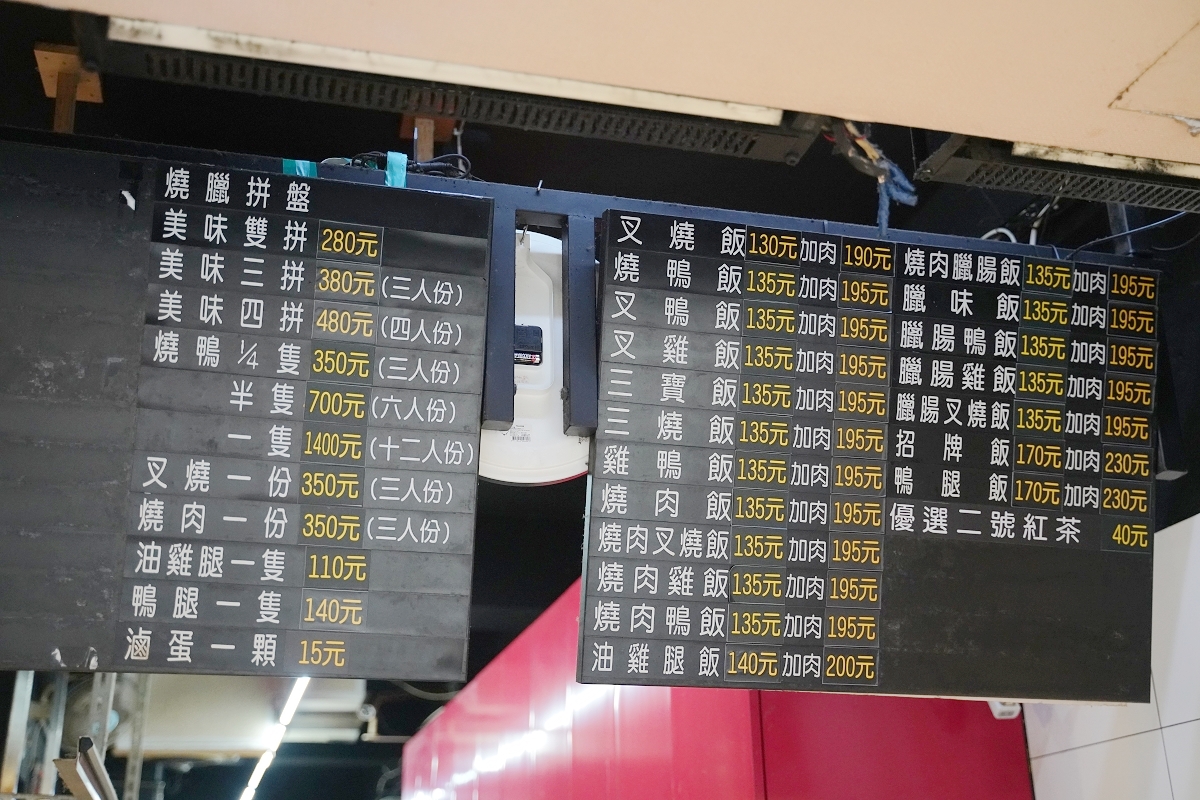 燒臘拼盤
美味雙拼 280元
美味三拼 380元 (三人份)
美味四拼 480元 (四人份)
燒鴨¼隻 350元 (三人份)
半隻 700元 (六人份)
一隻 1400元 (十二人份)
叉燒一份 350元 (三人份)
燒肉一份 350元 (三人份)
油雞腿一隻 110元
鴨腿一隻 140元
滷蛋一顆 15元
叉燒飯 130元 加肉 190元
燒鴨飯 135元 加肉 195元
叉鴨飯 135元 加肉 195元
叉雞飯 135元 加肉 195元
三寶飯 135元 加肉 195元
三燒飯 135元 加肉 195元
雞鴨飯 135元 加肉 195元
燒肉飯 135元 加肉 195元
燒肉叉燒飯 135元 加肉 195元
燒肉雞飯 135元 加肉 195元
燒肉鴨飯 135元 加肉 195元
油雞腿飯 140元 加肉 200元
燒肉臘腸飯 135元 加肉 195元
臘味飯 135元 加肉 195元
臘腸鴨飯 135元 加肉 195元
臘腸雞飯 135元 加肉 195元
臘腸叉燒飯 135元 加肉 195元
招牌飯 170元 加肉 230元
鴨腿飯 170元 加肉 230元
優選二號紅茶 40元